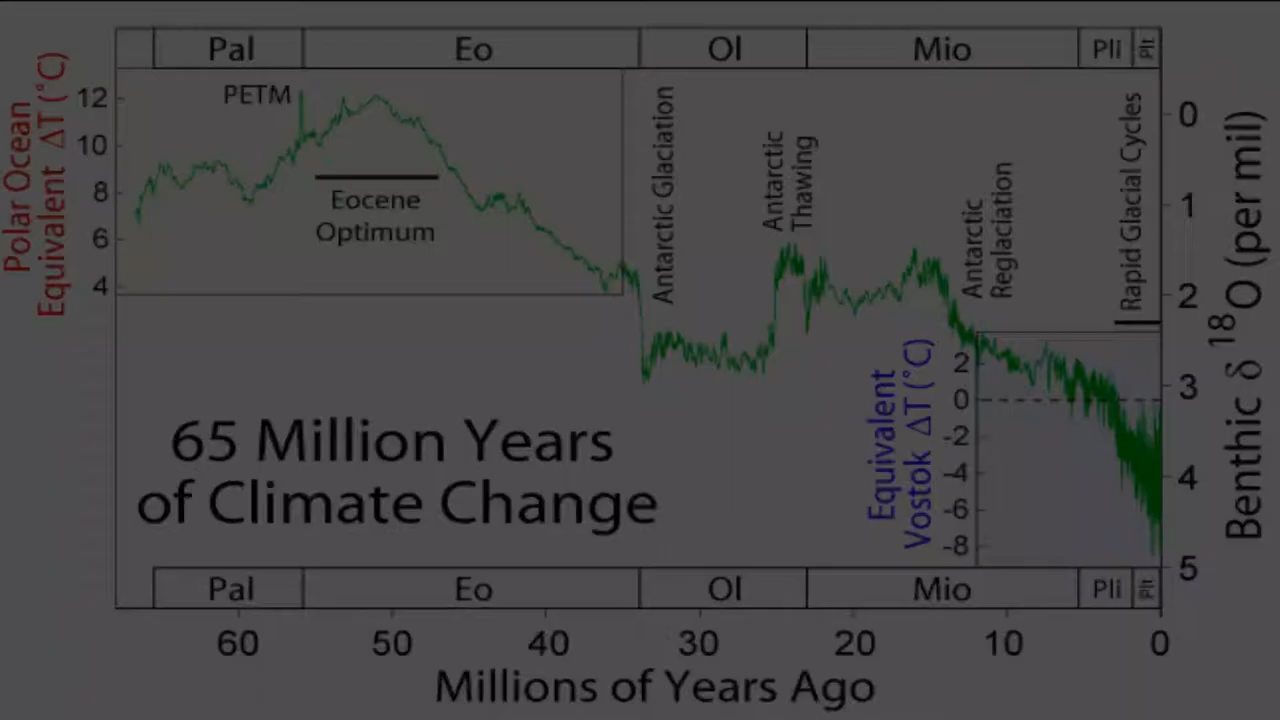 Pal Eo Ol Mio Pli Plt
Polar Ocean
Equivalent ΔT (°C)
12
10
8
6
4
PETM
Eocene
Optimum
Antarctic Glaciation
Antarctic
Thawing
Antarctic
Reglaciation
Rapid Glacial Cycles
0
1
2
3
4
5
Benthic δ 18O (per mil)
65 Million Years
of Climate Change
Equivalent
Vostok ΔT (°C)
2
0
-2
-4
-6
-8
Pal Eo Ol Mio Pli Plt
60 50 40 30 20 10 0
Millions of Years Ago